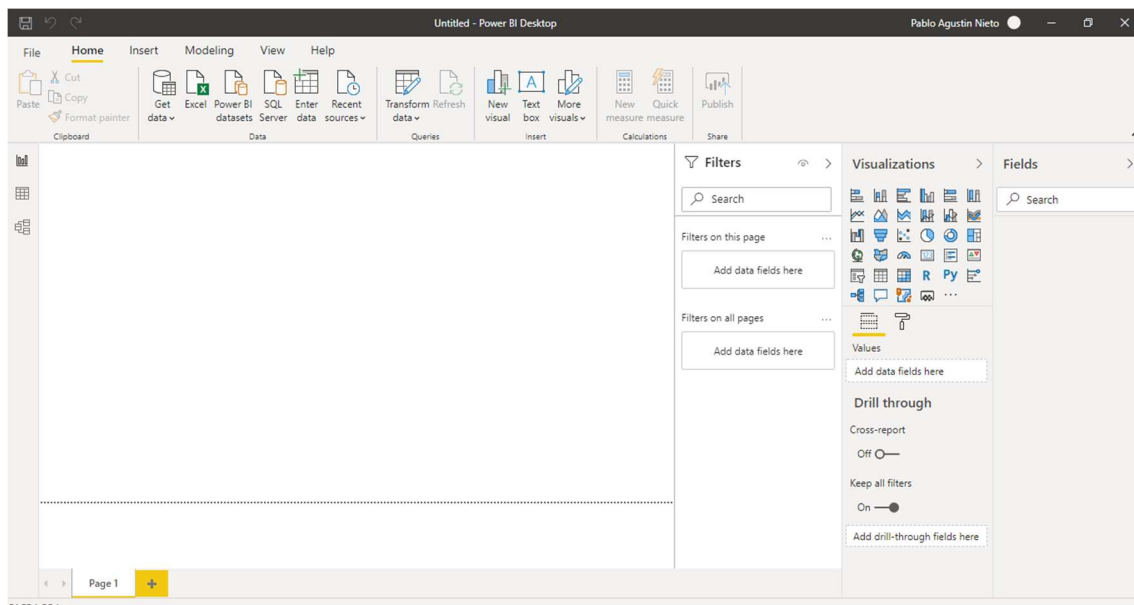 Untitled - Power BI Desktop
Pablo Agustin Nieto
File Home Insert Modeling View Help
Paste
Cut
Copy
Format painter
Clipboard
Get data
Excel
Power BI datasets
SQL Server
Enter data
Recent sources
Data
Transform data
Refresh
Queries
New visual
Text box
More visuals
Insert
New measure
Quick measure
Calculations
Publish
Share
Filters
Search
Filters on this page
Add data fields here
Filters on all pages
Add data fields here
Visualizations
R Py
Values
Add data fields here
Drill through
Cross-report
Off
Keep all filters
On
Add drill-through fields here
Fields
Search
Page 1